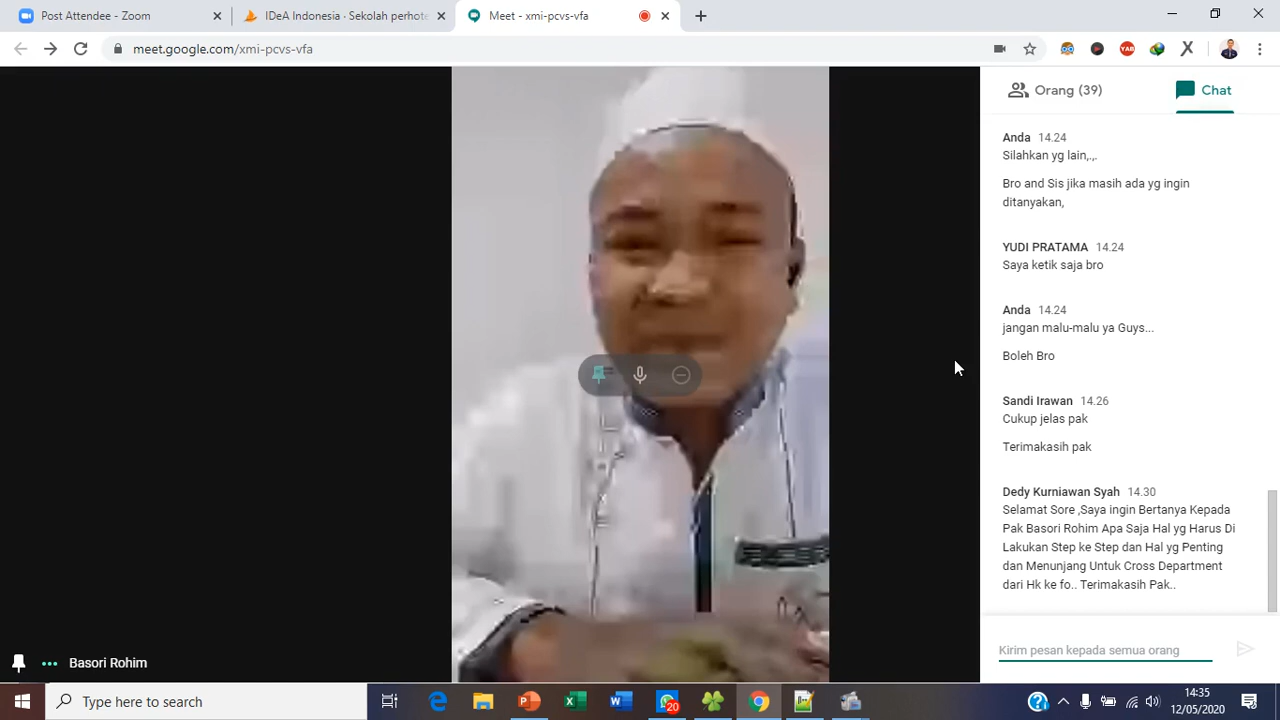 Post Attendee - Zoom
IDeA Indonesia · Sekolah perhote
Meet - xmi-pcvs-vfa
meet.google.com/xmi-pcvs-vfa
YAB
Orang (39)
Chat
Anda 14.24
Silahkan yg lain,.,.
Bro and Sis jika masih ada yg ingin
ditanyakan,
YUDI PRATAMA 14.24
Saya ketik saja bro
Anda 14.24
jangan malu-malu ya Guys...
Boleh Bro
Sandi Irawan 14.26
Cukup jelas pak
Terimakasih pak
Dedy Kurniawan Syah 14.30
Selamat Sore ,Saya ingin Bertanya Kepada
Pak Basori Rohim Apa Saja Hal yg Harus Di
Lakukan Step ke Step dan Hal yg Penting
dan Menunjang Untuk Cross Department
dari Hk ke fo.. Terimakasih Pak..
Kirim pesan kepada semua orang
Basori Rohim
Type here to search
20
14:35
12/05/2020